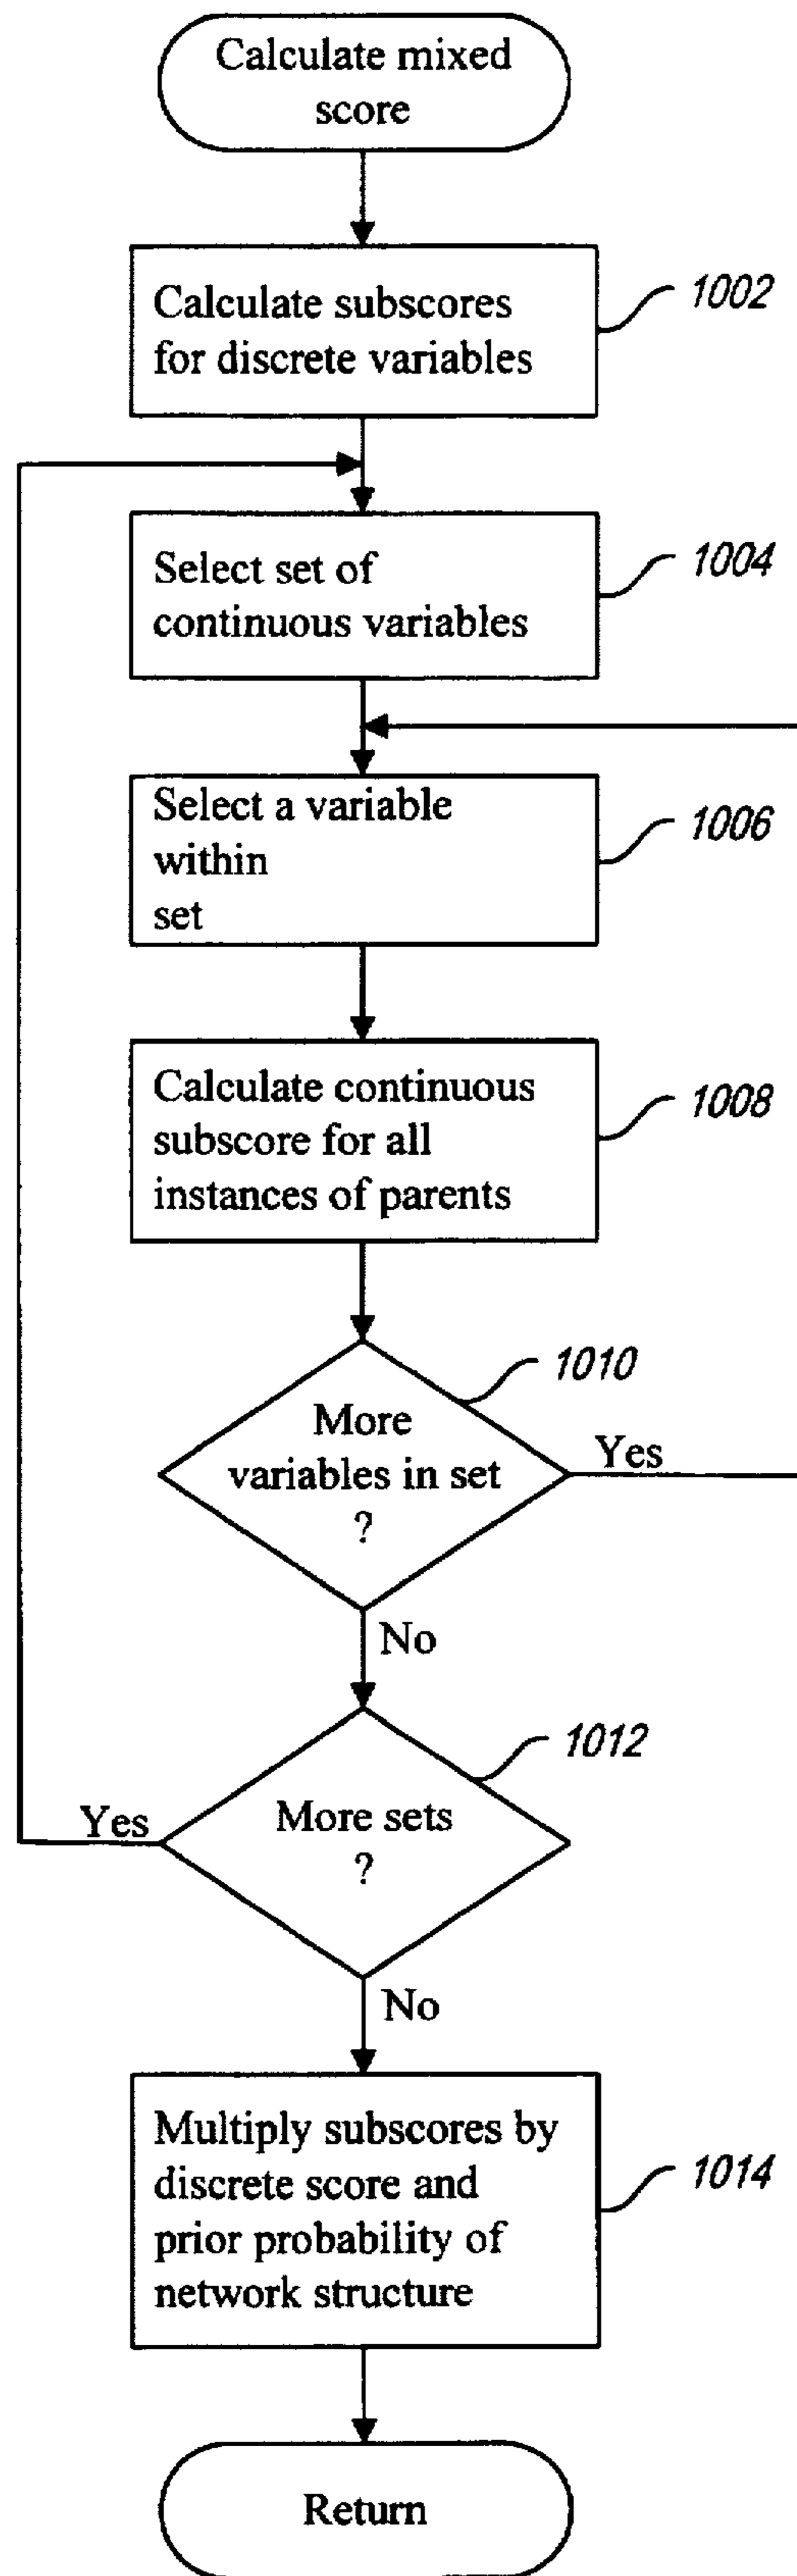 Calculate mixed
score
Calculate subscores
for discrete variables
1002
Select set of
continuous variables
1004
Select a variable
within
set
1006
Calculate continuous
subscore for all
instances of parents
1008
1010
More
variables in set
?
Yes
No
1012
More sets
?
Yes
No
Multiply subscores by
discrete score and
prior probability of
network structure
1014
Return